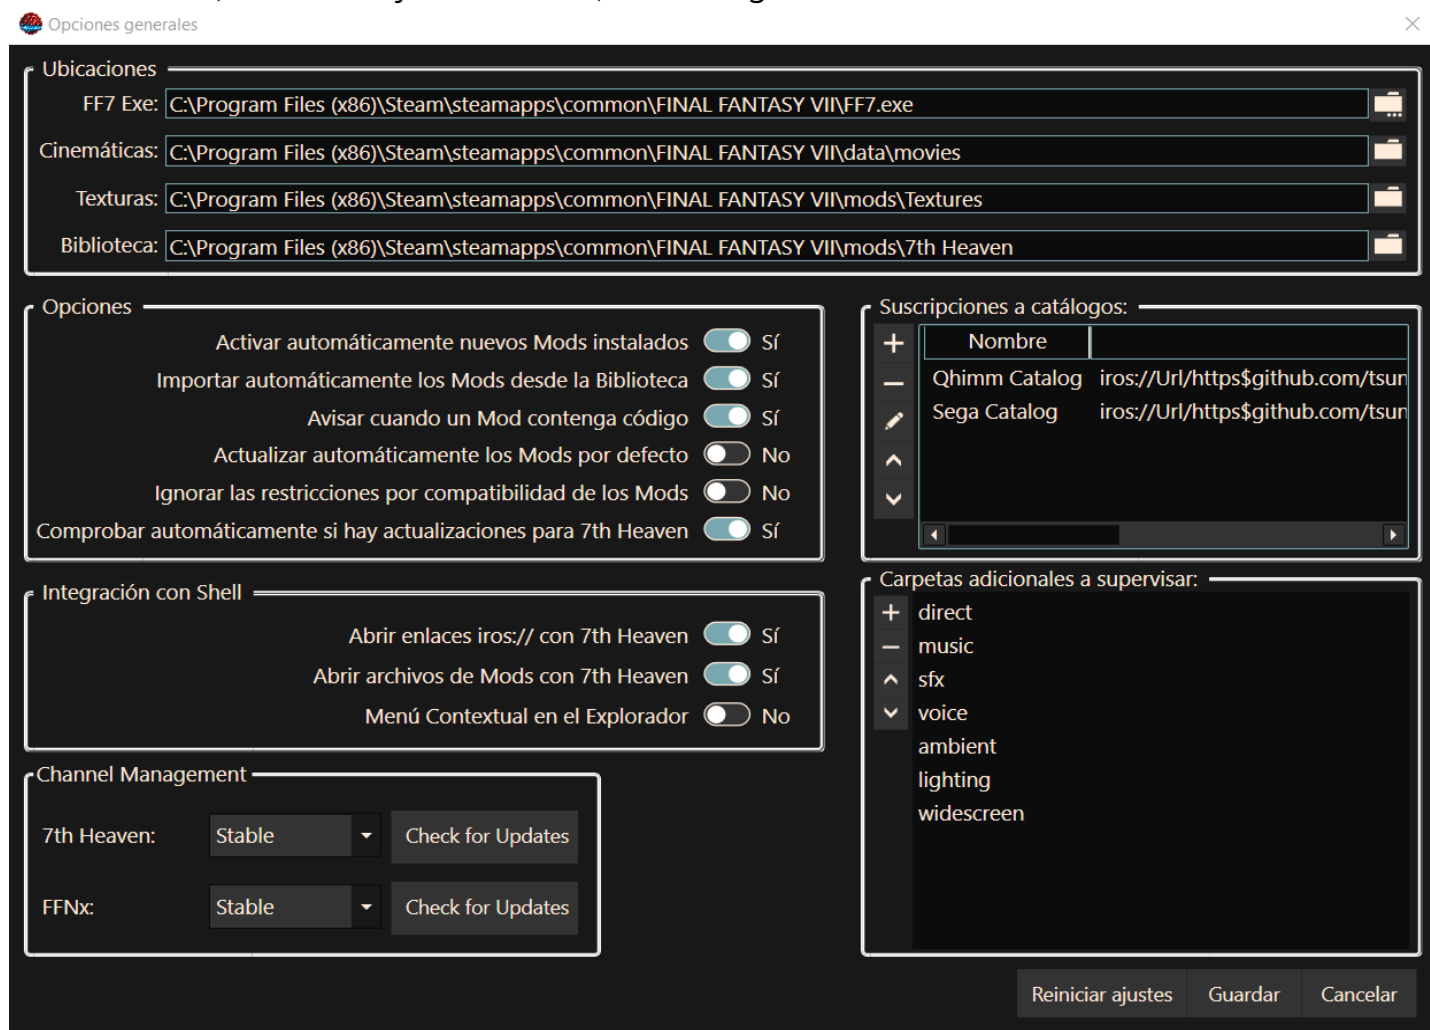 Opciones generales
Ubicaciones
FF7 Exe: C:\Program Files (x86)\Steam\steamapps\common\FINAL FANTASY VII\FF7.exe
Cinemáticas: C:\Program Files (x86)\Steam\steamapps\common\FINAL FANTASY VII\data\movies
Texturas: C:\Program Files (x86)\Steam\steamapps\common\FINAL FANTASY VII\mods\Textures
Biblioteca: C:\Program Files (x86)\Steam\steamapps\common\FINAL FANTASY VII\mods\7th Heaven
Opciones
Activar automáticamente nuevos Mods instalados Sí
Importar automáticamente los Mods desde la Biblioteca Sí
Avisar cuando un Mod contenga código Sí
Actualizar automáticamente los Mods por defecto No
Ignorar las restricciones por compatibilidad de los Mods No
Comprobar automáticamente si hay actualizaciones para 7th Heaven Sí
Suscripciones a catálogos:
Nombre
Qhimm Catalog iros://Url/https$github.com/tsun
Sega Catalog iros://Url/https$github.com/tsun
Integración con Shell
Abrir enlaces iros:// con 7th Heaven Sí
Abrir archivos de Mods con 7th Heaven Sí
Menú Contextual en el Explorador No
Carpetas adicionales a supervisar:
direct
music
sfx
voice
ambient
lighting
widescreen
Channel Management
7th Heaven: Stable Check for Updates
FFNx: Stable Check for Updates
Reiniciar ajustes Guardar Cancelar